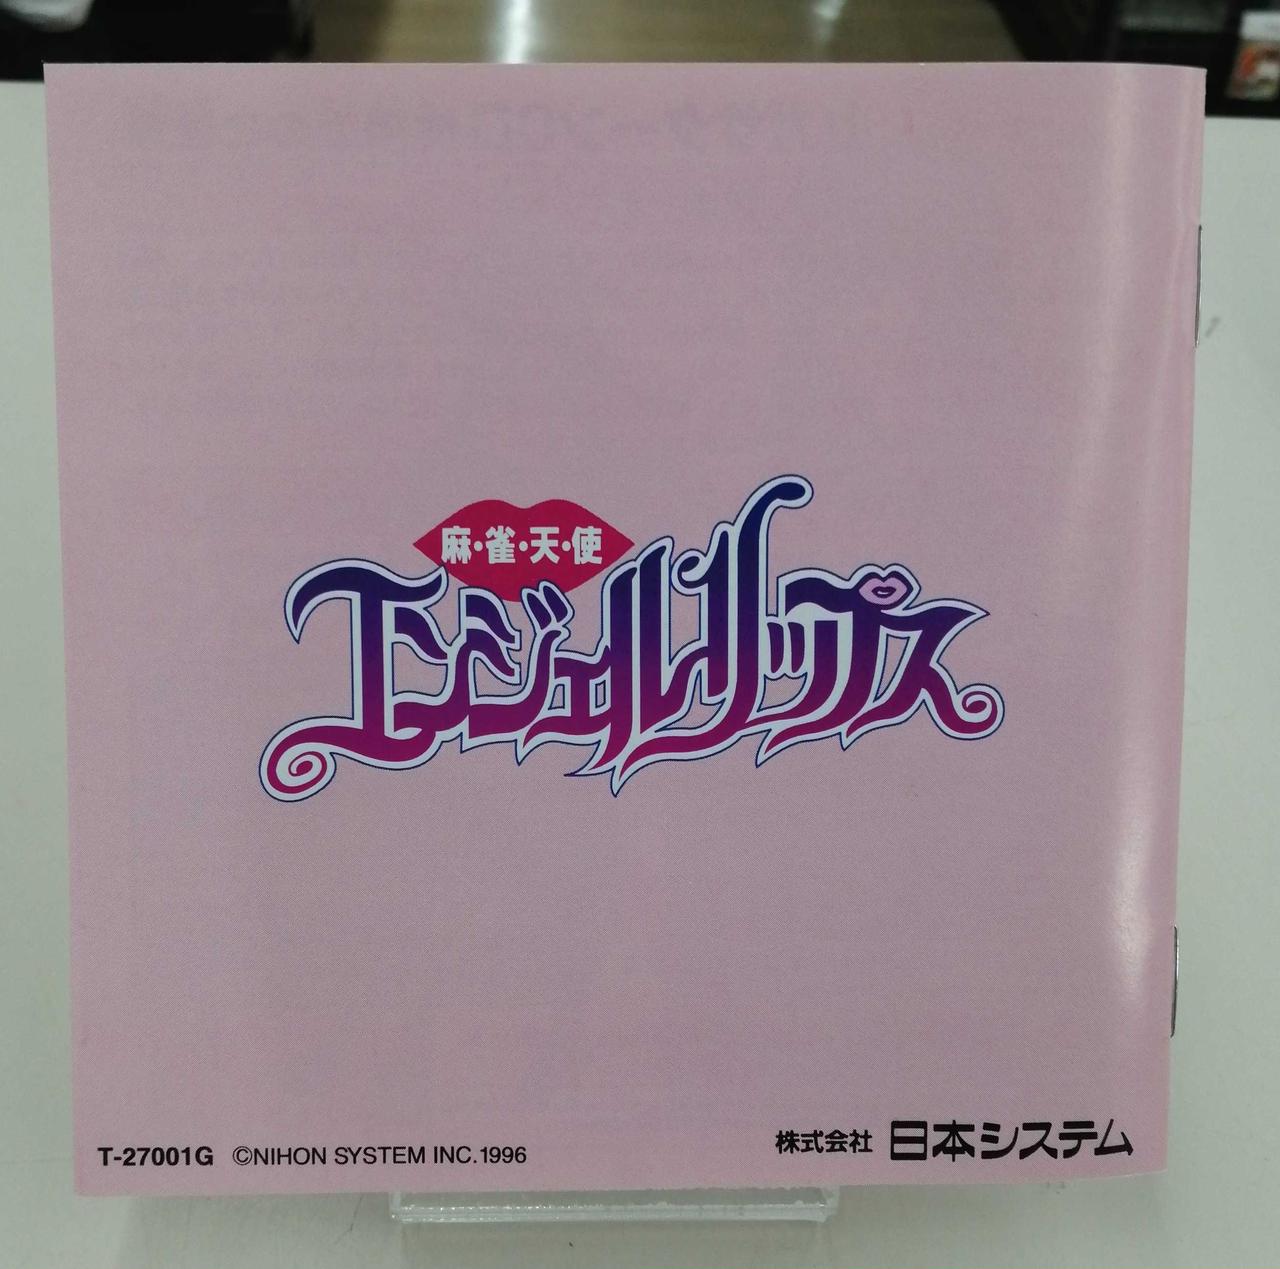 麻・雀・天・使
エンジェルリップス
T-27001G ©NIHON SYSTEM INC.1996
株式会社 日本システム